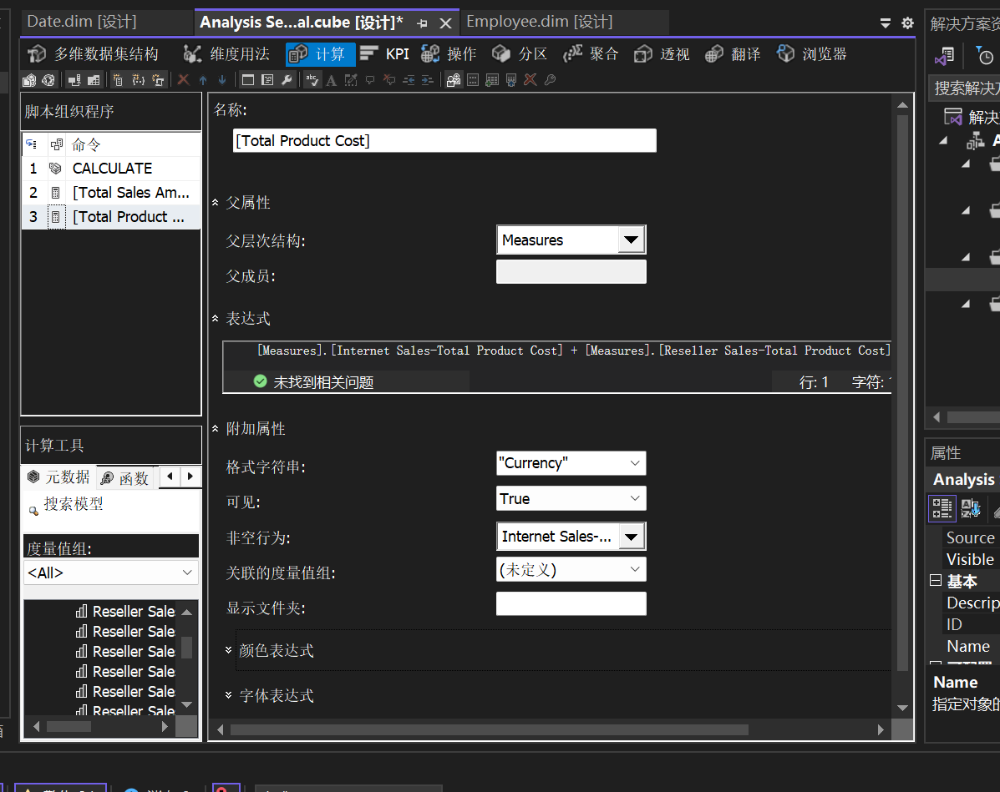 Date.dim [设计]
Analysis Se...al.cube [设计]*
Employee.dim [设计]
多维数据集结构
维度用法
计算
KPI
操作
分区
聚合
透视
翻译
浏览器
脚本组织程序
命令
1 CALCULATE
2 [Total Sales Am...
3 [Total Product ...
名称:
[Total Product Cost]
父属性
父层次结构:
Measures
父成员:
表达式
[Measures].[Internet Sales-Total Product Cost] + [Measures].[Reseller Sales-Total Product Cost]
未找到相关问题
行: 1
字符:
附加属性
格式字符串:
"Currency"
可见:
True
非空行为:
Internet Sales-...
关联的度量值组:
(未定义)
显示文件夹:
颜色表达式
字体表达式
计算工具
元数据
函数
搜索模型
度量值组:
<All>
Reseller Sale
Reseller Sale
Reseller Sale
Reseller Sale
Reseller Sale
Reseller Sale
解决方案资
搜索解决方
解决
属性
Analysis
Source
Visible
基本
Descrip
ID
Name
Name
指定对象的